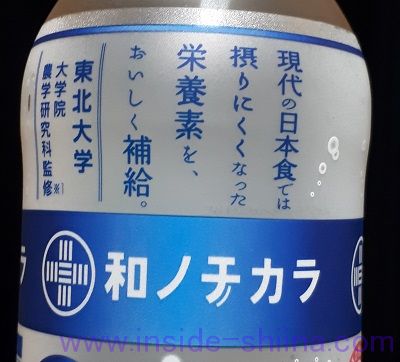 現代の日本食では
摂りにくくなった
栄養素を、
おいしく補給。
東北大学
大学院
農学研究科監修※1
和ノチカラ
www.inside-shiina.com